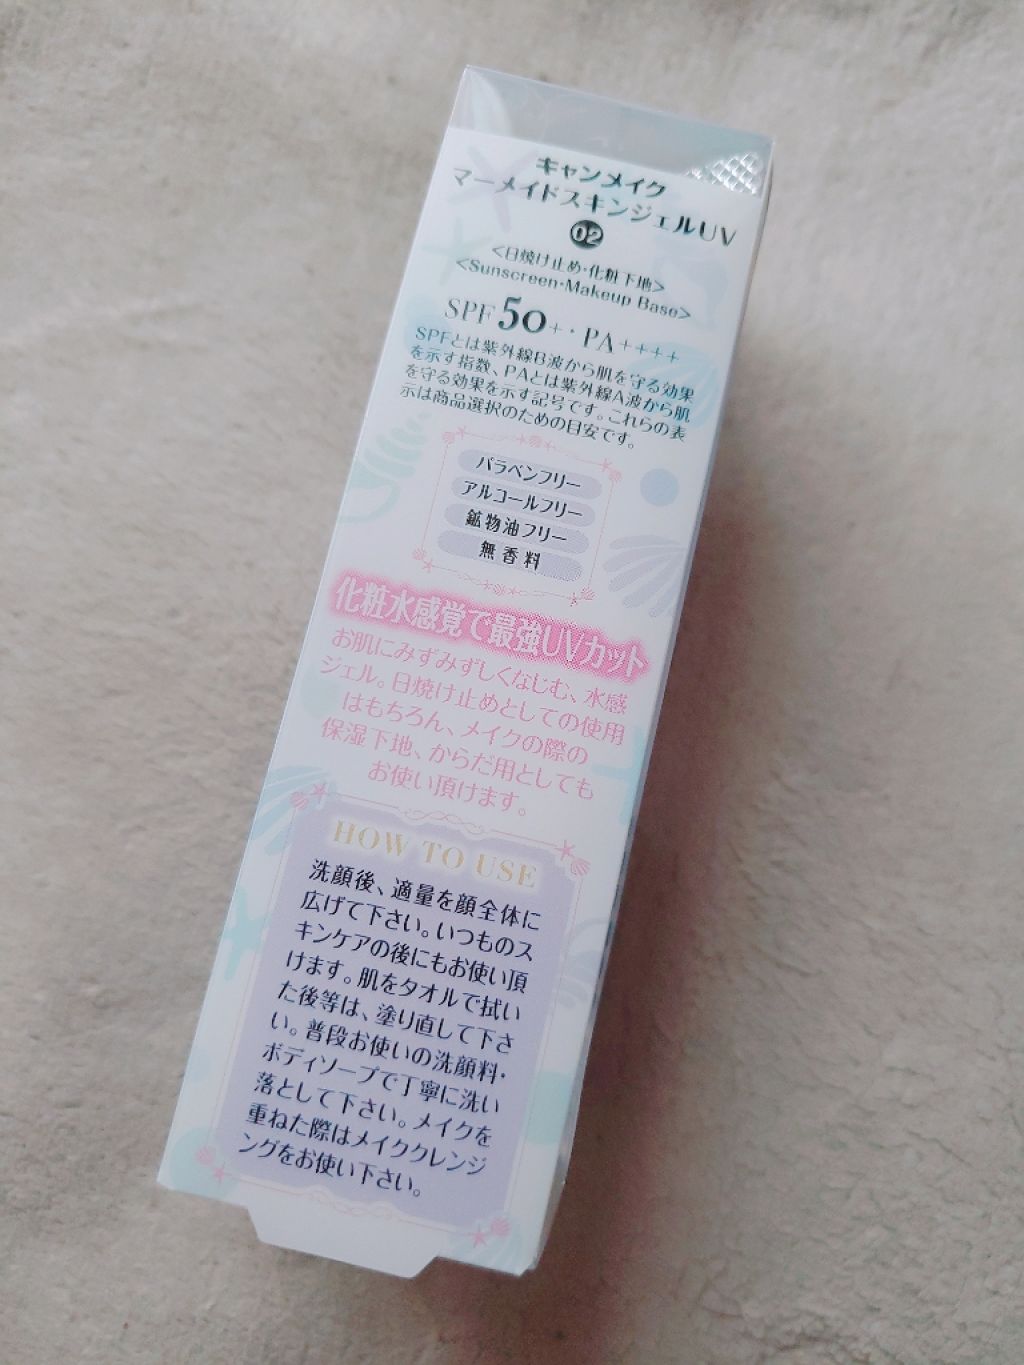 キャンメイク
マーメイドスキンジェルUV
02
<日焼け止め・化粧下地>
<Sunscreen・Makeup Base>
SPF50+・PA++++
SPFとは紫外線B波から肌を守る効果
を示す指数、PAとは紫外線A波から肌
を守る効果を示す記号です。これらの表
示は商品選択のための目安です。
パラベンフリー
アルコールフリー
鉱物油フリー
無香料
化粧水感覚で最強UVカット
お肌にみずみずしくなじむ、水感
ジェル。日焼け止めとしての使用
はもちろん、メイクの際の
保湿下地、からだ用としても
お使い頂けます。
HOW TO USE
洗顔後、適量を顔全体に
広げて下さい。いつものス
キンケアの後にもお使い頂
けます。肌をタオルで拭い
た後等は、塗り直して下さ
い。普段お使いの洗顔料・
ボディソープで丁寧に洗い
落として下さい。メイクを
重ねた際はメイククレンジ
ングをお使い下さい。